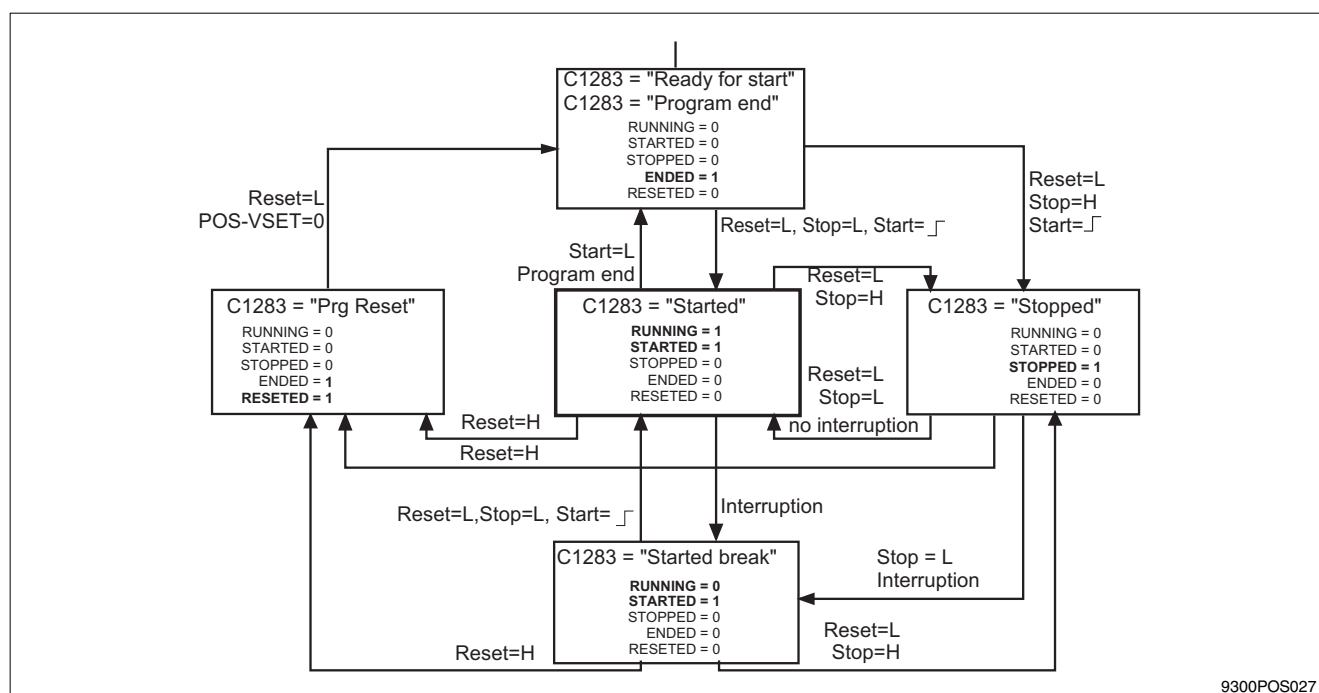 C1283 = "Ready for start"
C1283 = "Program end"
RUNNING = 0
STARTED = 0
STOPPED = 0
ENDED = 1
RESETED = 0
Reset=L
POS-VSET=0
Start=L
Program end
Reset=L, Stop=L, Start=
Reset=L
Stop=H
Start=
Reset=L
Stop=H
C1283 = "Prg Reset"
RUNNING = 0
STARTED = 0
STOPPED = 0
ENDED = 1
RESETED = 1
C1283 = "Started"
RUNNING = 1
STARTED = 1
STOPPED = 0
ENDED = 0
RESETED = 0
Reset=L
Stop=L
no interruption
C1283 = "Stopped"
RUNNING = 0
STARTED = 0
STOPPED = 1
ENDED = 0
RESETED = 0
Reset=H
Reset=H
Reset=L,Stop=L, Start=
Interruption
C1283 = "Started break"
RUNNING = 0
STARTED = 1
STOPPED = 0
ENDED = 0
RESETED = 0
Stop = L
Interruption
Reset=H
Reset=L
Stop=H
9300POS027